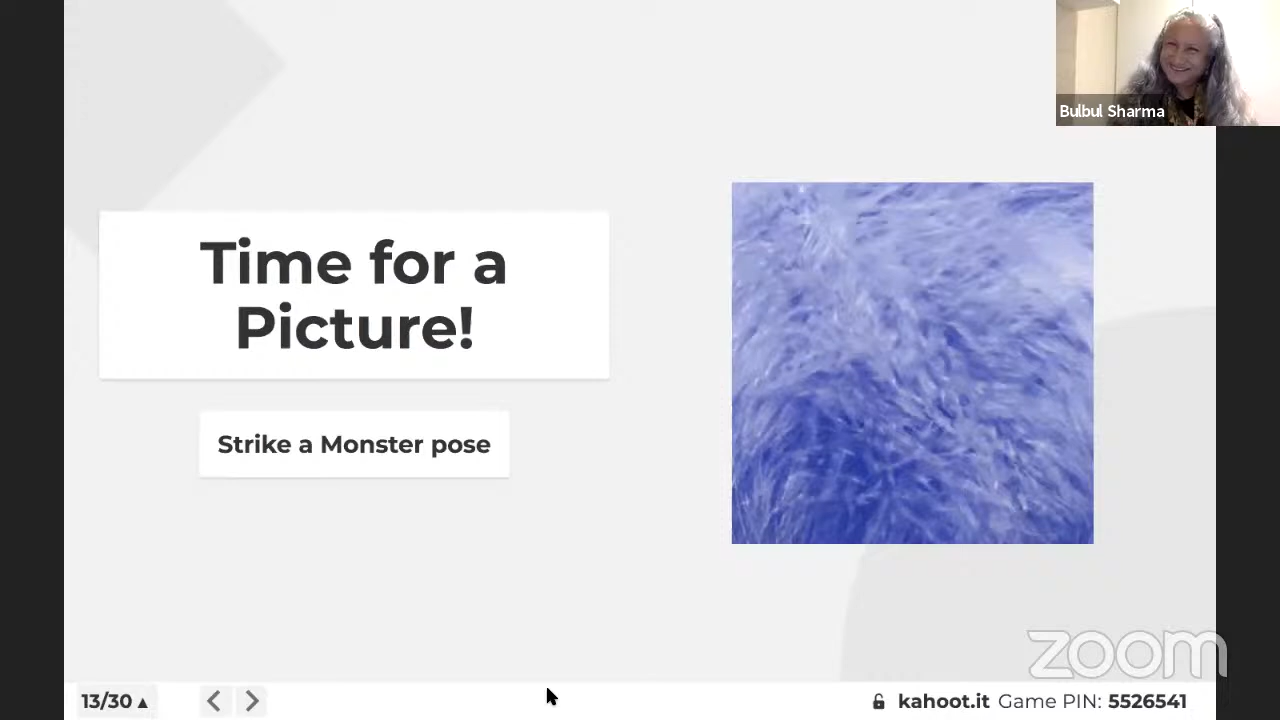 Bulbul Sharma
Time for a
Picture!
Strike a Monster pose
zoom
13/30 ▲
kahoot.it Game PIN: 5526541